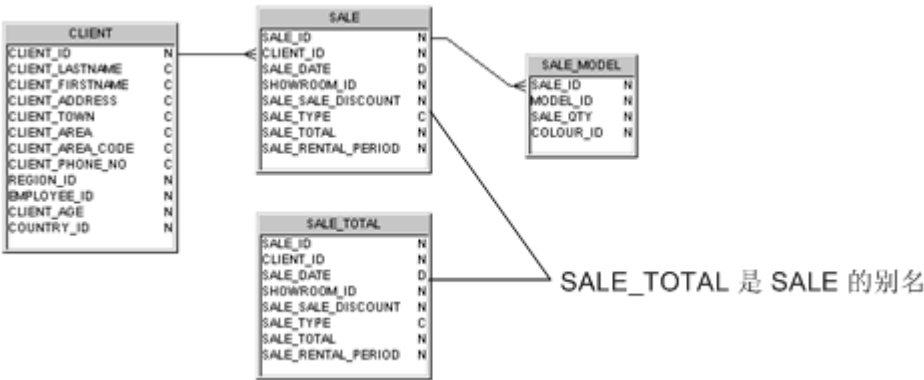 CLIENT
CLIENT_ID N
CLIENT_LASTNAME C
CLIENT_FIRSTNAME C
CLIENT_ADDRESS C
CLIENT_TOWN C
CLIENT_AREA C
CLIENT_AREA_CODE C
CLIENT_PHONE_NO C
REGION_ID N
EMPLOYEE_ID N
CLIENT_AGE N
COUNTRY_ID N
SALE
SALE_ID N
CLIENT_ID N
SALE_DATE D
SHOWROOM_ID N
SALE_SALE_DISCOUNT N
SALE_TYPE C
SALE_TOTAL N
SALE_RENTAL_PERIOD N
SALE_MODEL
SALE_ID N
MODEL_ID N
SALE_QTY N
COLOUR_ID N
SALE_TOTAL
SALE_ID N
CLIENT_ID N
SALE_DATE D
SHOWROOM_ID N
SALE_SALE_DISCOUNT N
SALE_TYPE C
SALE_TOTAL N
SALE_RENTAL_PERIOD N
SALE_TOTAL 是 SALE 的别名